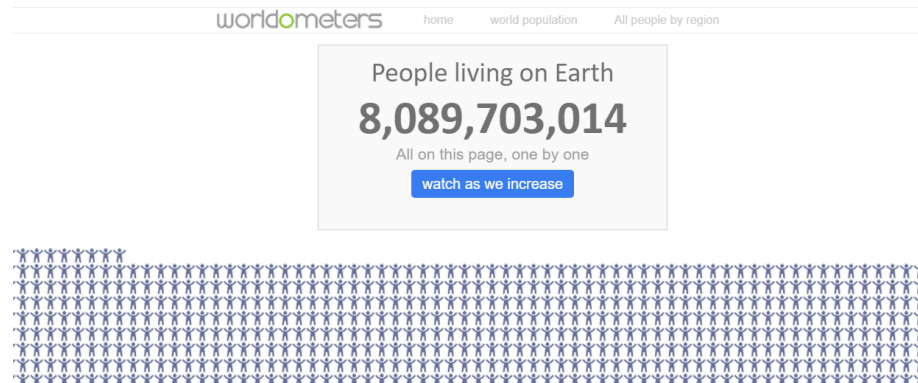 worldometers home world population All people by region
People living on Earth
8,089,703,014
All on this page, one by one
watch as we increase